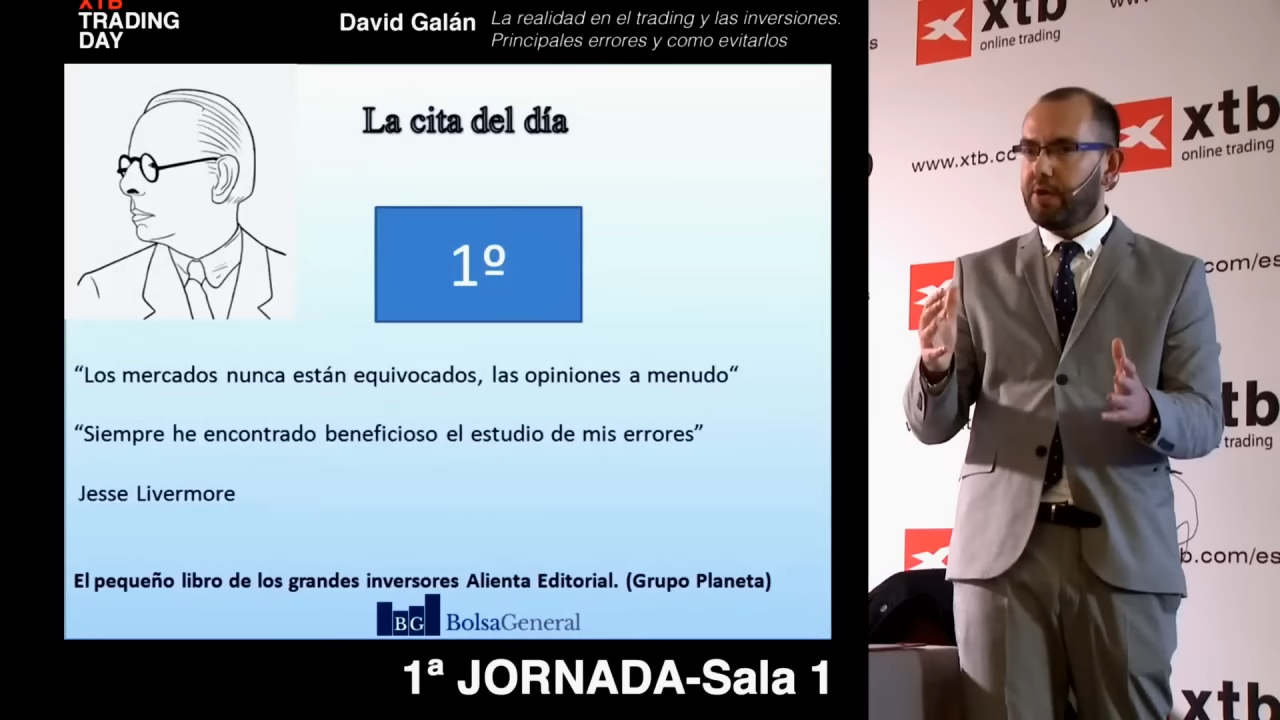 XTB
TRADING
DAY
David Galán
La realidad en el trading y las inversiones.
Principales errores y como evitarlos
La cita del día
1º
“Los mercados nunca están equivocados, las opiniones a menudo“
“Siempre he encontrado beneficioso el estudio de mis errores”
Jesse Livermore
El pequeño libro de los grandes inversores Alienta Editorial. (Grupo Planeta)
BG BolsaGeneral
1ª JORNADA-Sala 1
xtb
online trading
xtb
online trading
www.xtb.co
com/es
tb
trading
b.com/es
xtb